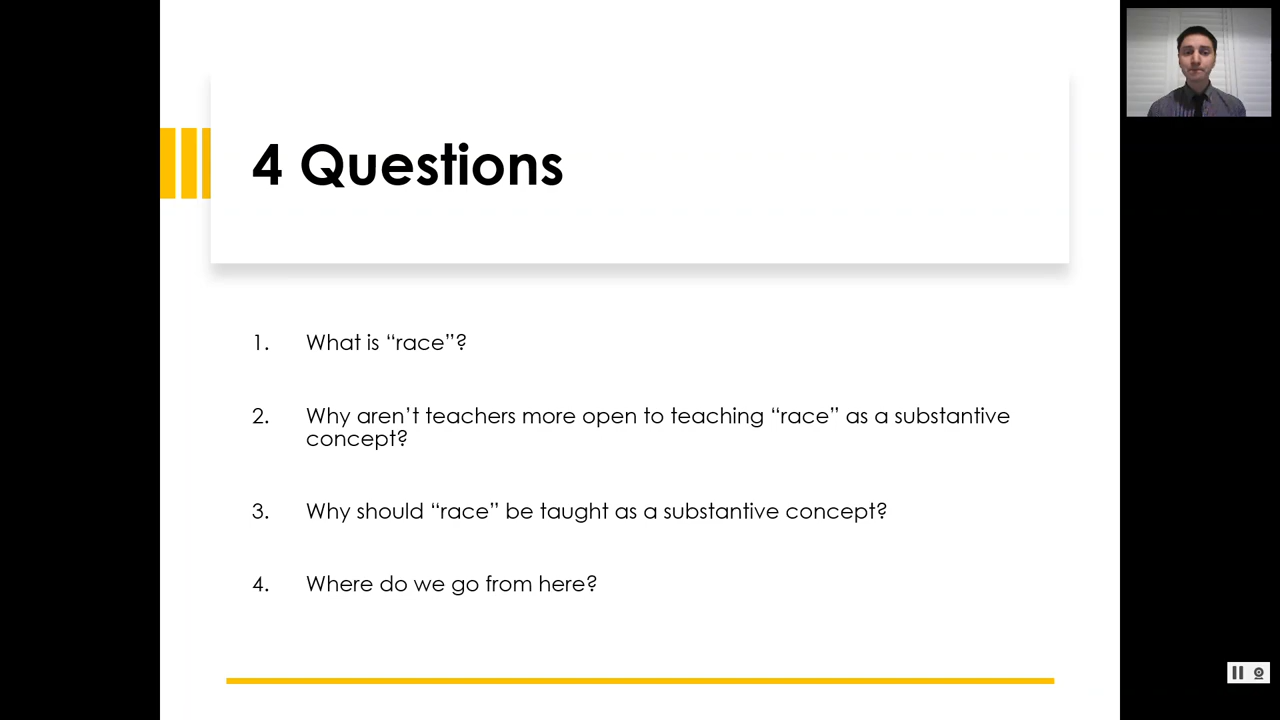 4 Questions
1. What is “race”?
2. Why aren’t teachers more open to teaching “race” as a substantive
concept?
3. Why should “race” be taught as a substantive concept?
4. Where do we go from here?